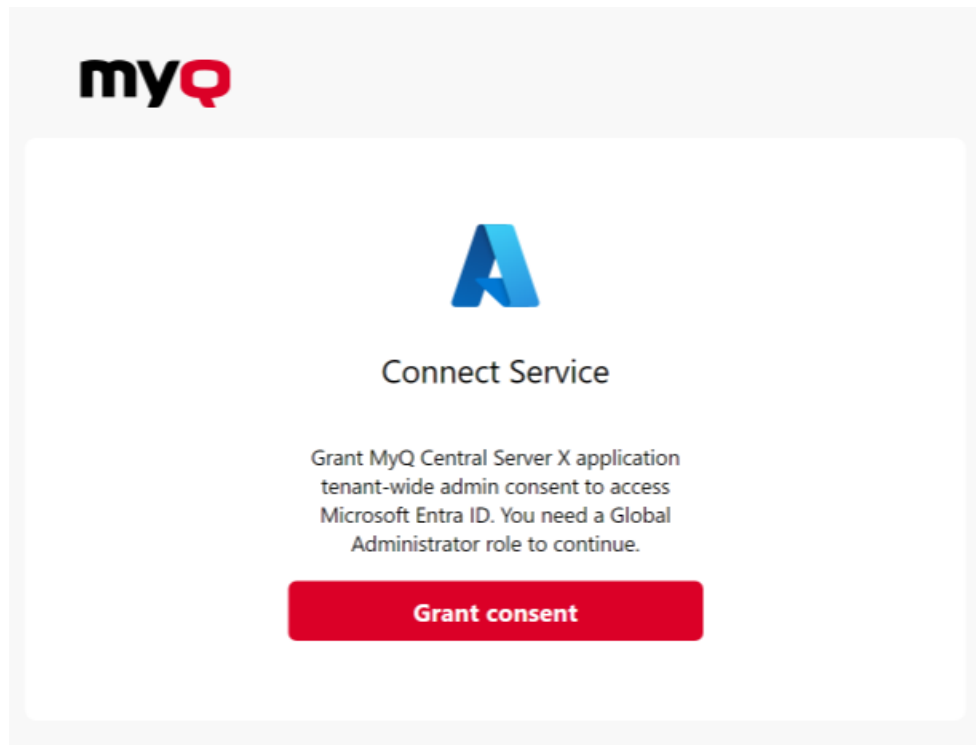 myQ
Connect Service
Grant MyQ Central Server X application
tenant-wide admin consent to access
Microsoft Entra ID. You need a Global
Administrator role to continue.
Grant consent